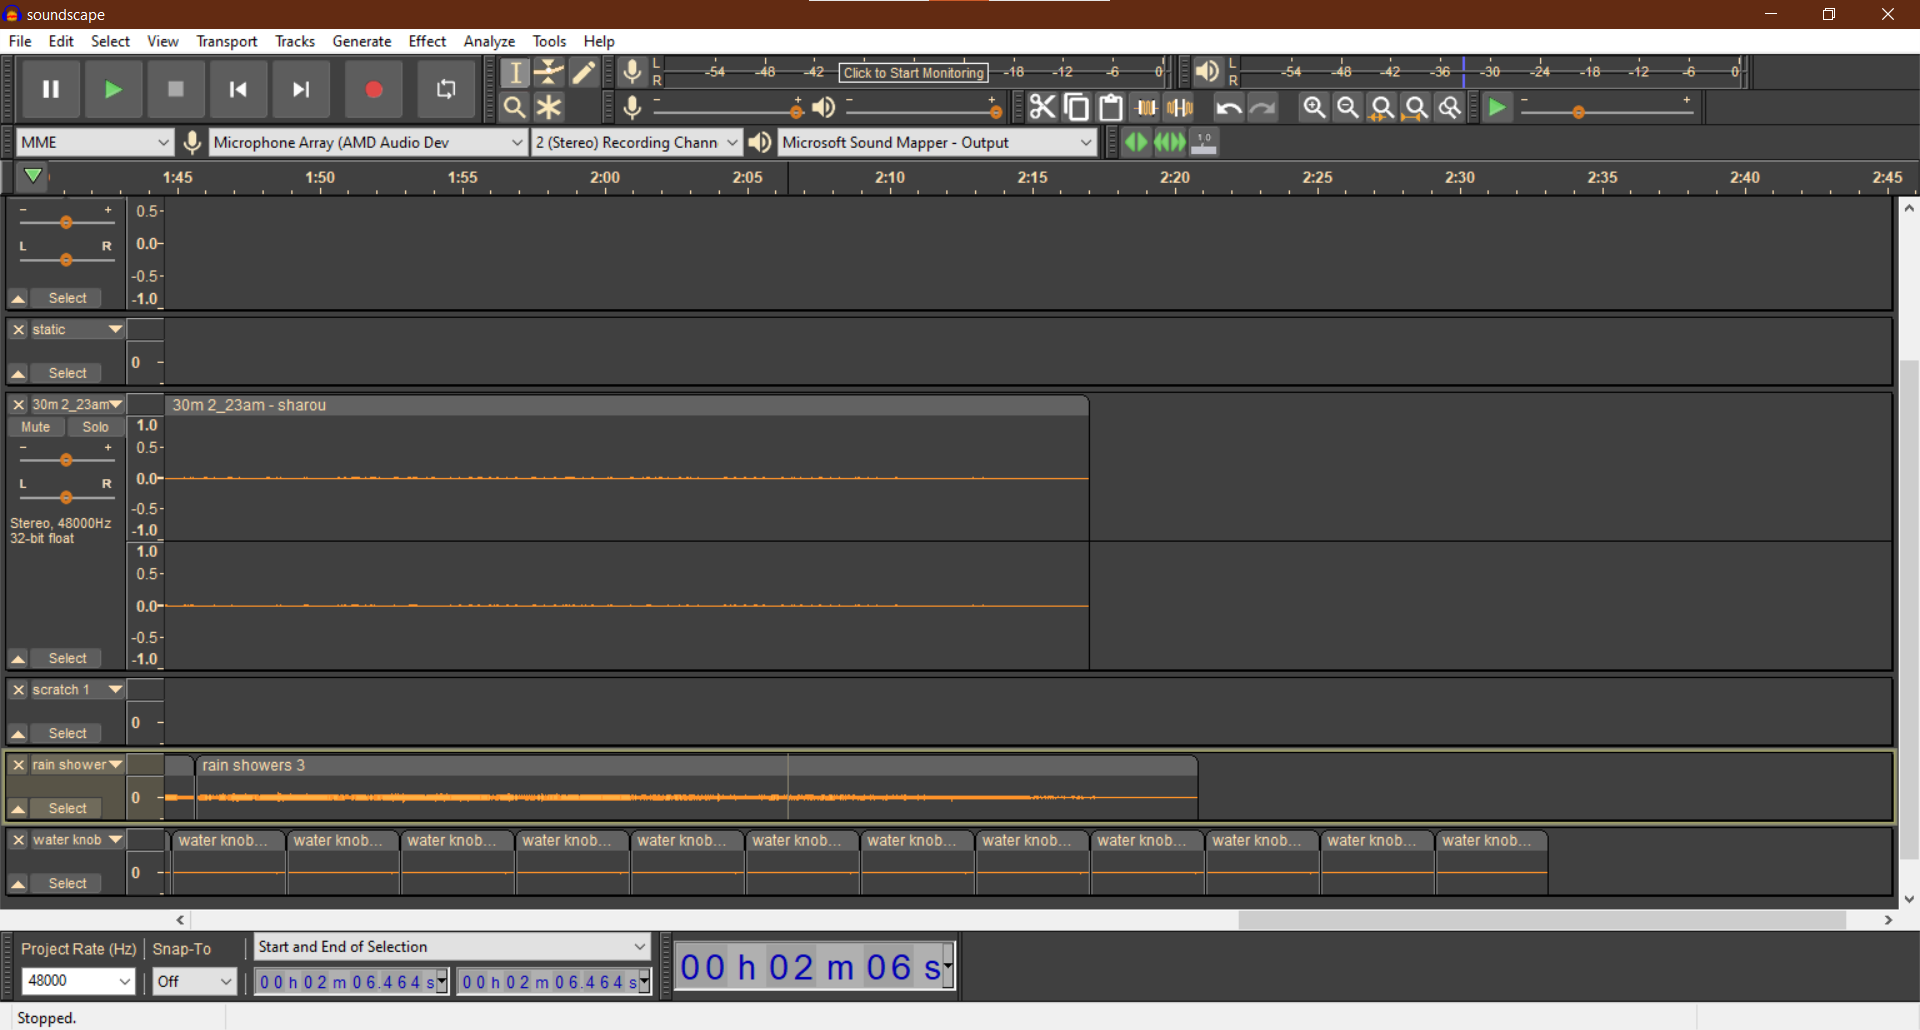 soundscape
File Edit Select View Transport Tracks Generate Effect Analyze Tools Help
L R -54 -48 -42 Click to Start Monitoring -18 -12 -6 0 L R -54 -48 -42 -36 -30 -24 -18 -12 -6 0
- + - + - +
MME Microphone Array (AMD Audio Dev 2 (Stereo) Recording Chann Microsoft Sound Mapper - Output
1:45 1:50 1:55 2:00 2:05 2:10 2:15 2:20 2:25 2:30 2:35 2:40 2:45
- + 0.5
L R 0.0
-0.5
Select -1.0
static
0
Select
30m 2_23am 30m 2_23am - sharou
Mute Solo 1.0
- + 0.5
L R 0.0
Stereo, 48000Hz -0.5
32-bit float -1.0
1.0
0.5
0.0
-0.5
Select -1.0
scratch 1
0
Select
rain shower rain showers 3
0
Select
water knob water knob... water knob... water knob... water knob... water knob... water knob... water knob... water knob... water knob... water knob... water knob... water knob...
0
Select
Project Rate (Hz) Snap-To Start and End of Selection
48000 Off 00 h 02 m 06.464 s 00 h 02 m 06.464 s 00 h 02 m 06 s
Stopped.